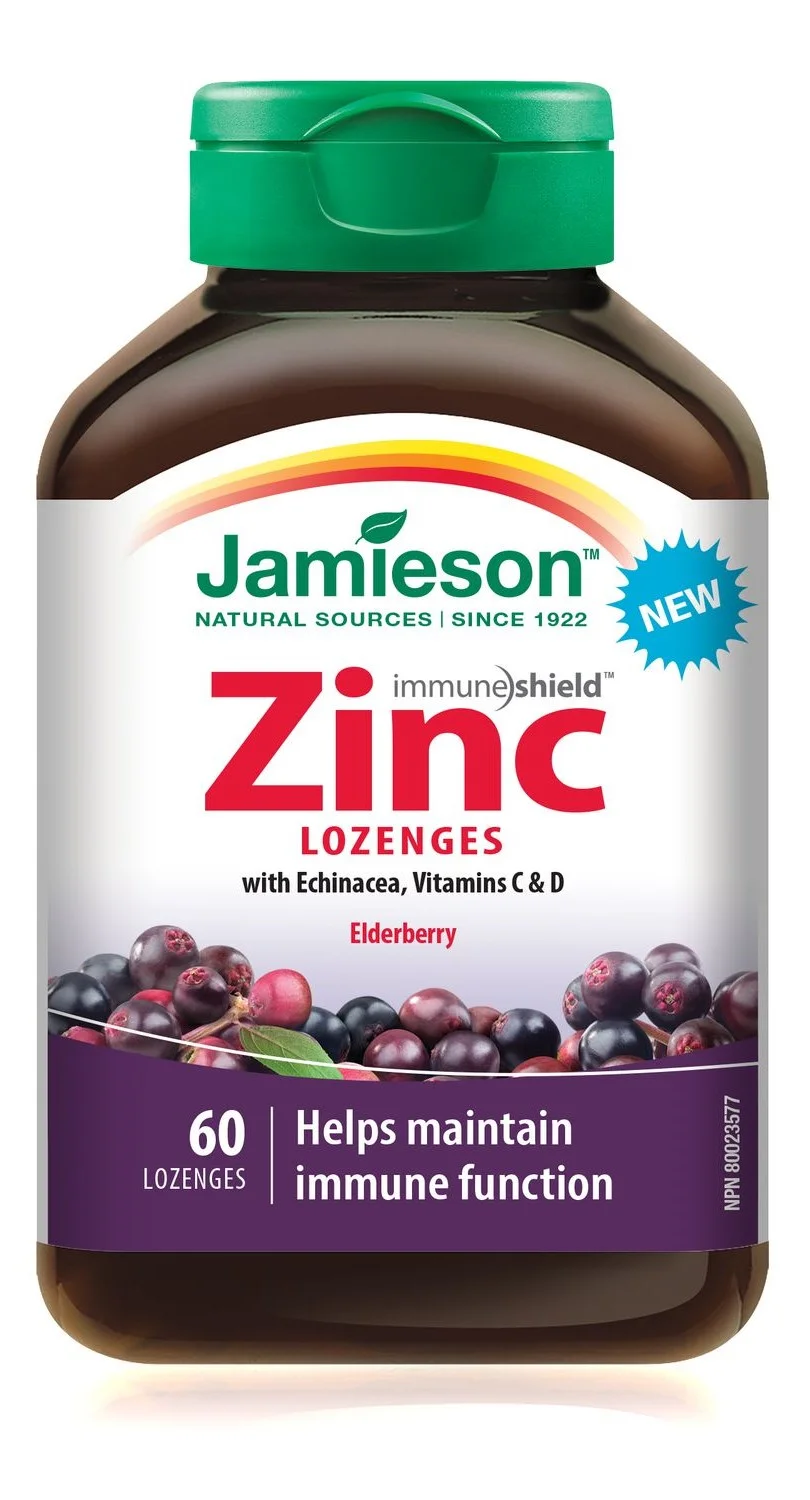 Jamieson™
NATURAL SOURCES | SINCE 1922
NEW
immune)shield™
Zinc
LOZENGES
with Echinacea, Vitamins C & D
Elderberry
60
LOZENGES
Helps maintain
immune function
NPN 80023577